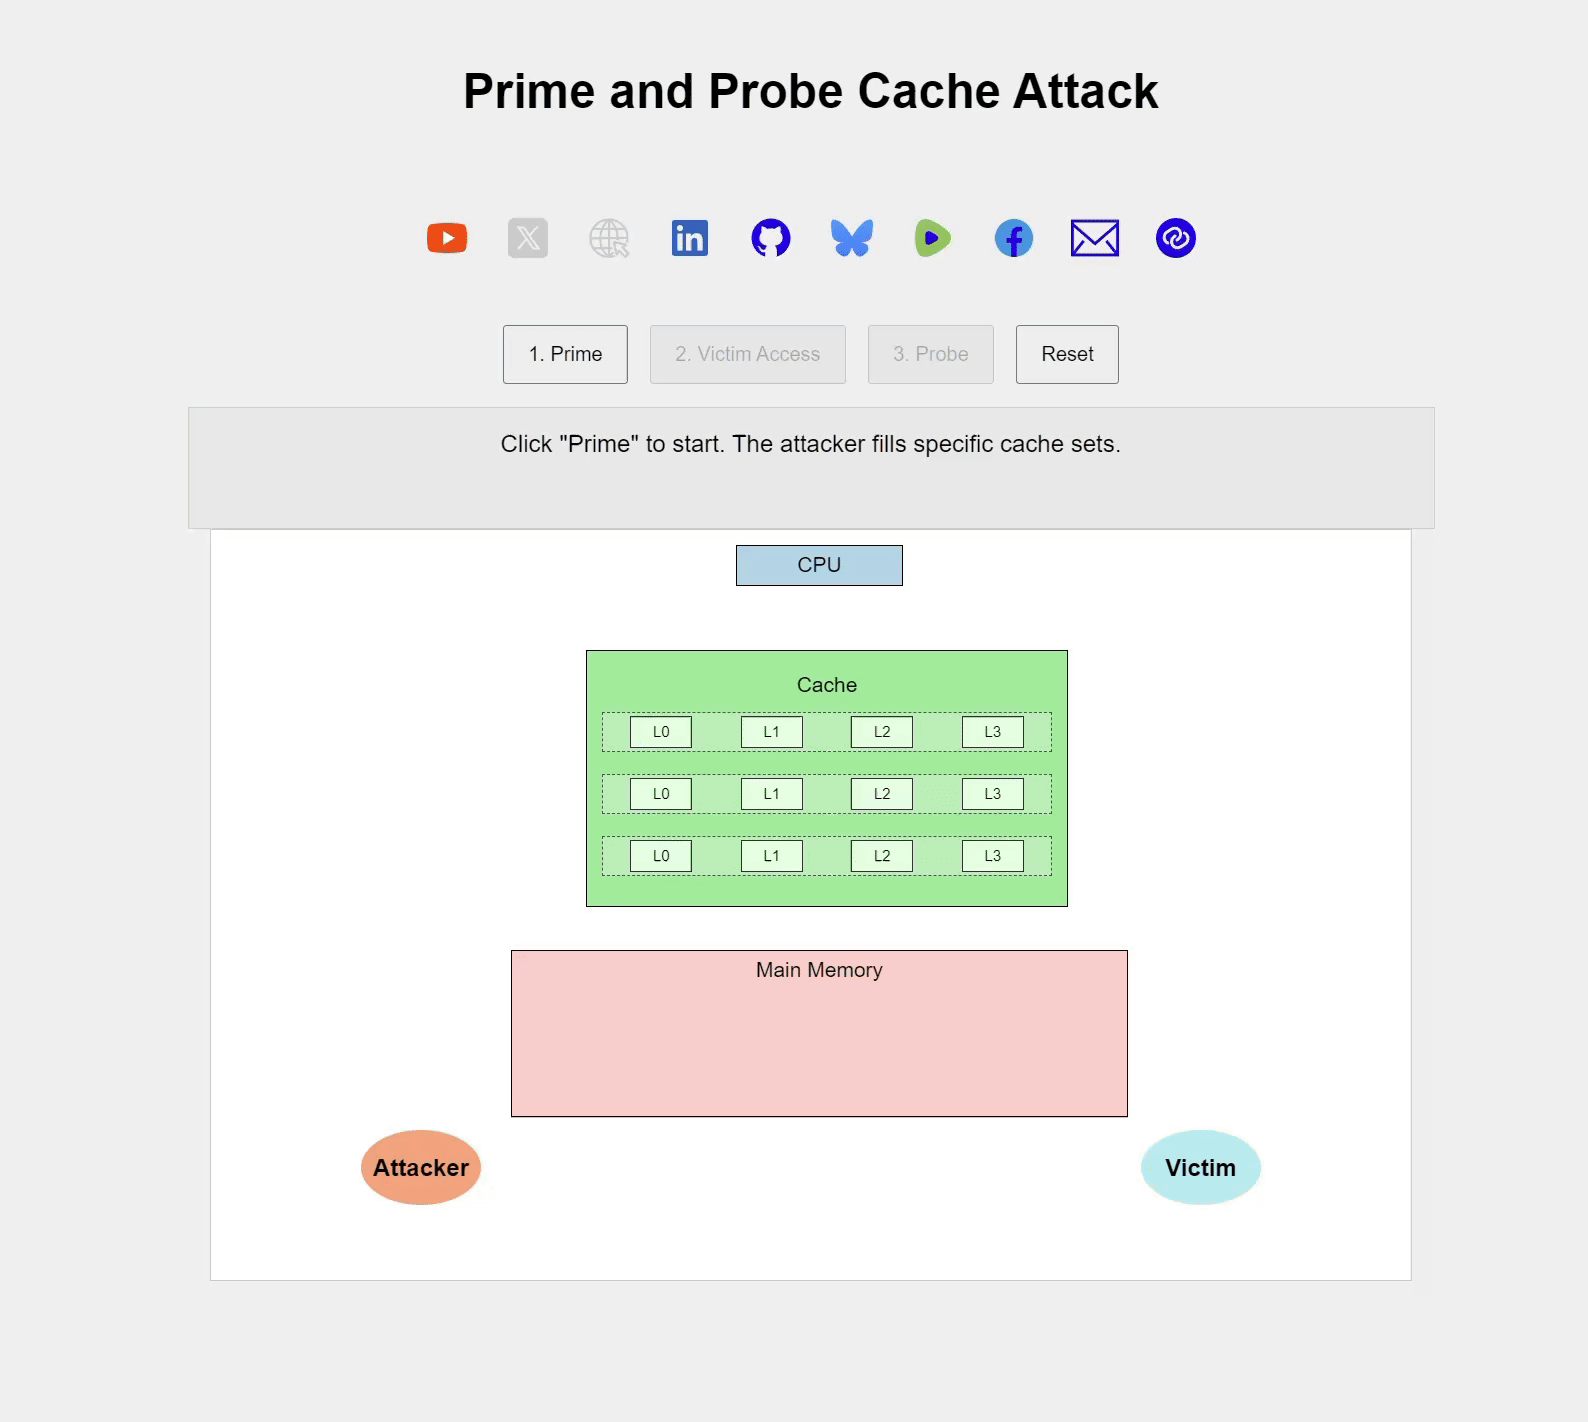 Prime and Probe Cache Attack
1. Prime
2. Victim Access
3. Probe
Reset
Click "Prime" to start. The attacker fills specific cache sets.
CPU
Cache
L0 L1 L2 L3
L0 L1 L2 L3
L0 L1 L2 L3
Main Memory
Attacker
Victim